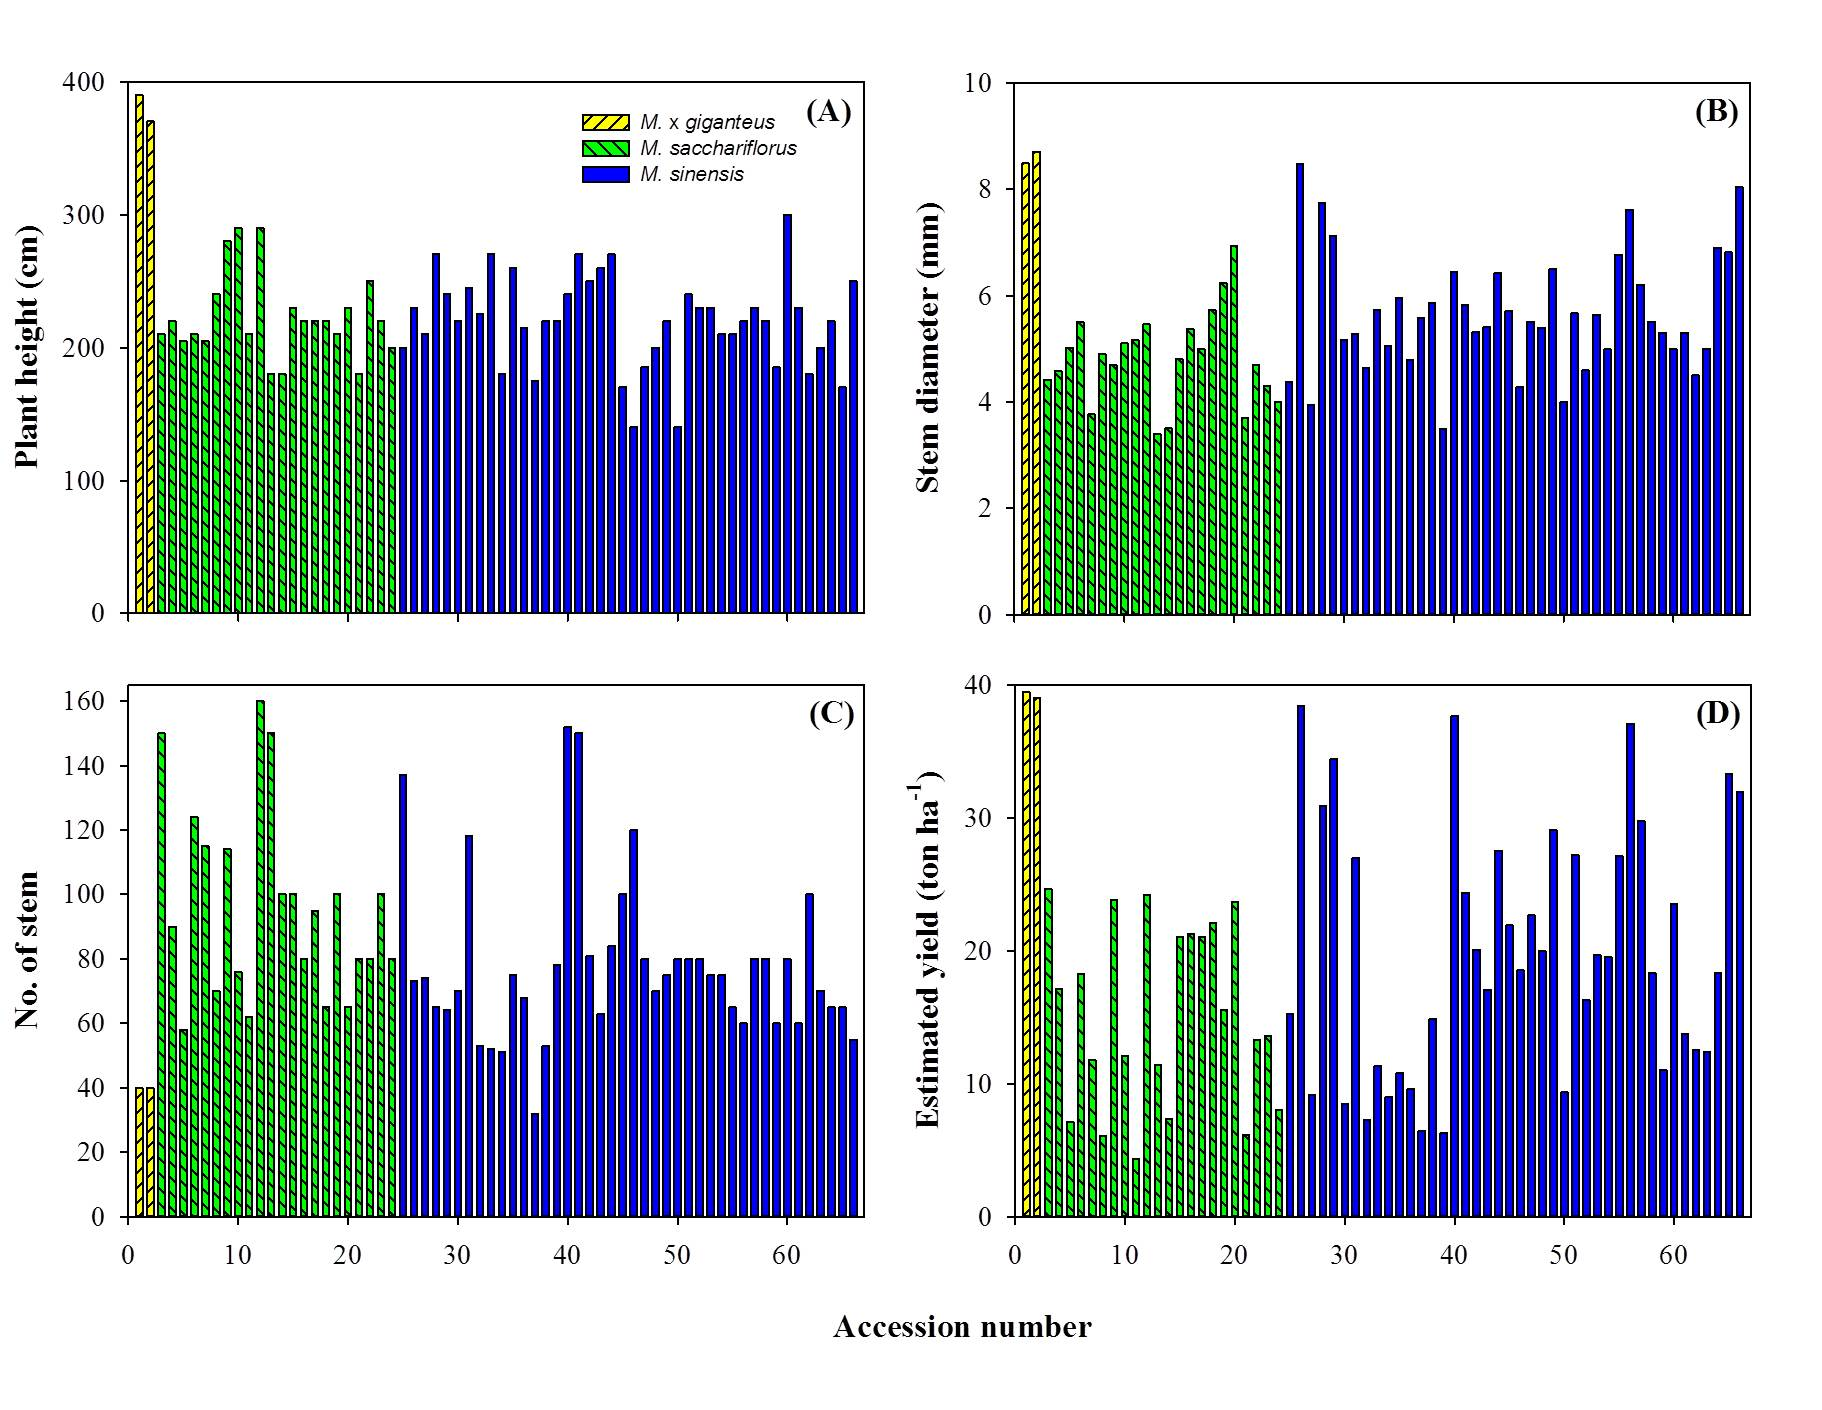 400
300
200
100
0
Plant height (cm)
(A)
M. x giganteus
M. sacchariflorus
M. sinensis
10
8
6
4
2
0
Stem diameter (mm)
(B)
160
140
120
100
80
60
40
20
0
No. of stem
(C)
0 10 20 30 40 50 60
40
30
20
10
0
Estimated yield (ton ha⁻¹)
(D)
0 10 20 30 40 50 60
Accession number